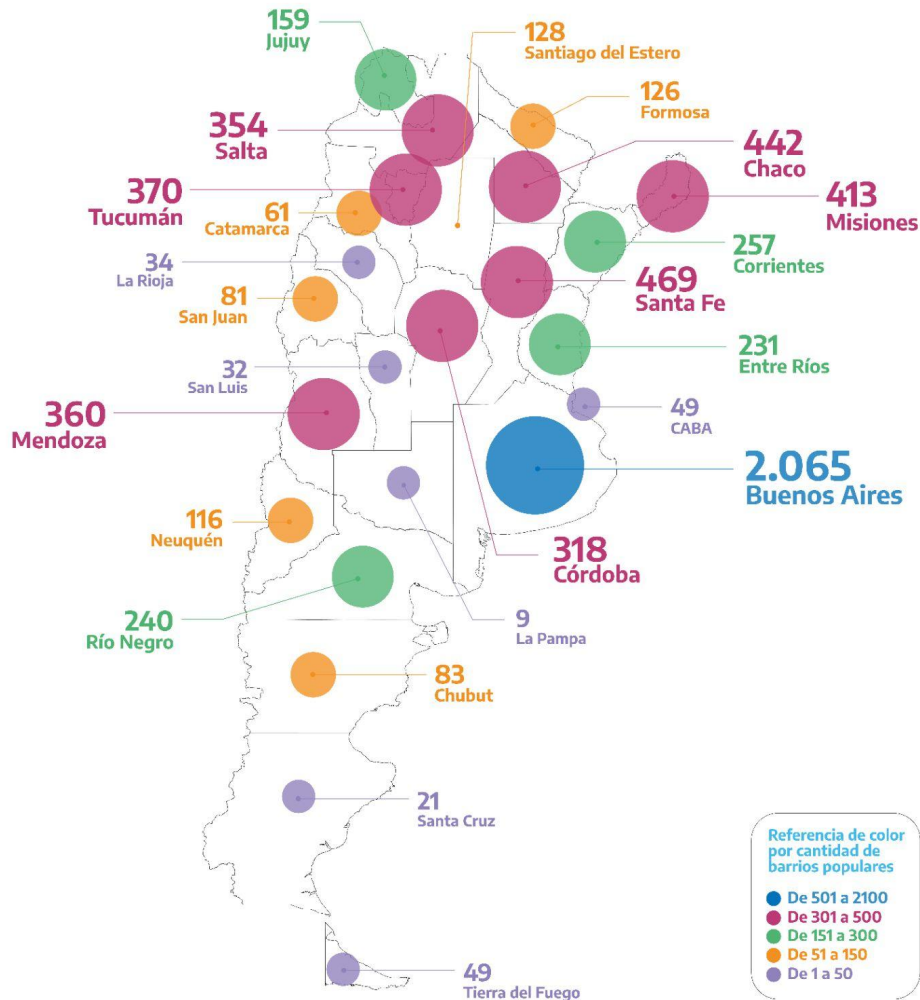 159
Jujuy
128
Santiago del Estero
126
Formosa
354
Salta
442
Chaco
370
Tucumán
413
Misiones
61
Catamarca
257
Corrientes
34
La Rioja
469
Santa Fe
81
San Juan
231
Entre Ríos
32
San Luis
49
CABA
360
Mendoza
2.065
Buenos Aires
116
Neuquén
318
Córdoba
240
Río Negro
9
La Pampa
83
Chubut
21
Santa Cruz
49
Tierra del Fuego
Referencia de color
por cantidad de
barrios populares
De 501 a 2100
De 301 a 500
De 151 a 300
De 51 a 150
De 1 a 50